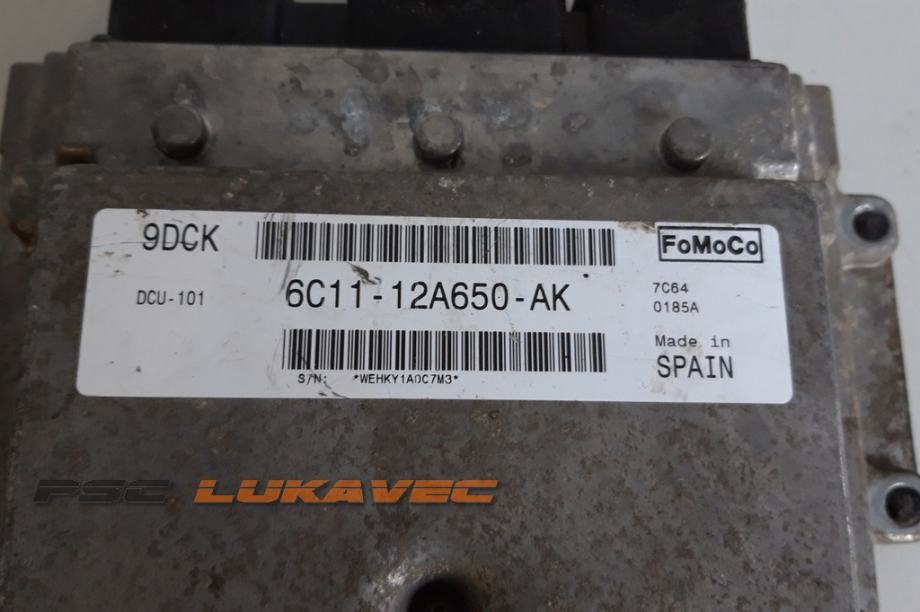 9DCK
FoMoCo
DCU-101
6C11-12A650-AK
7C64
0185A
Made in
SPAIN
S/N: *WEHKY1A0C7M3*
PSC LUKAVEC